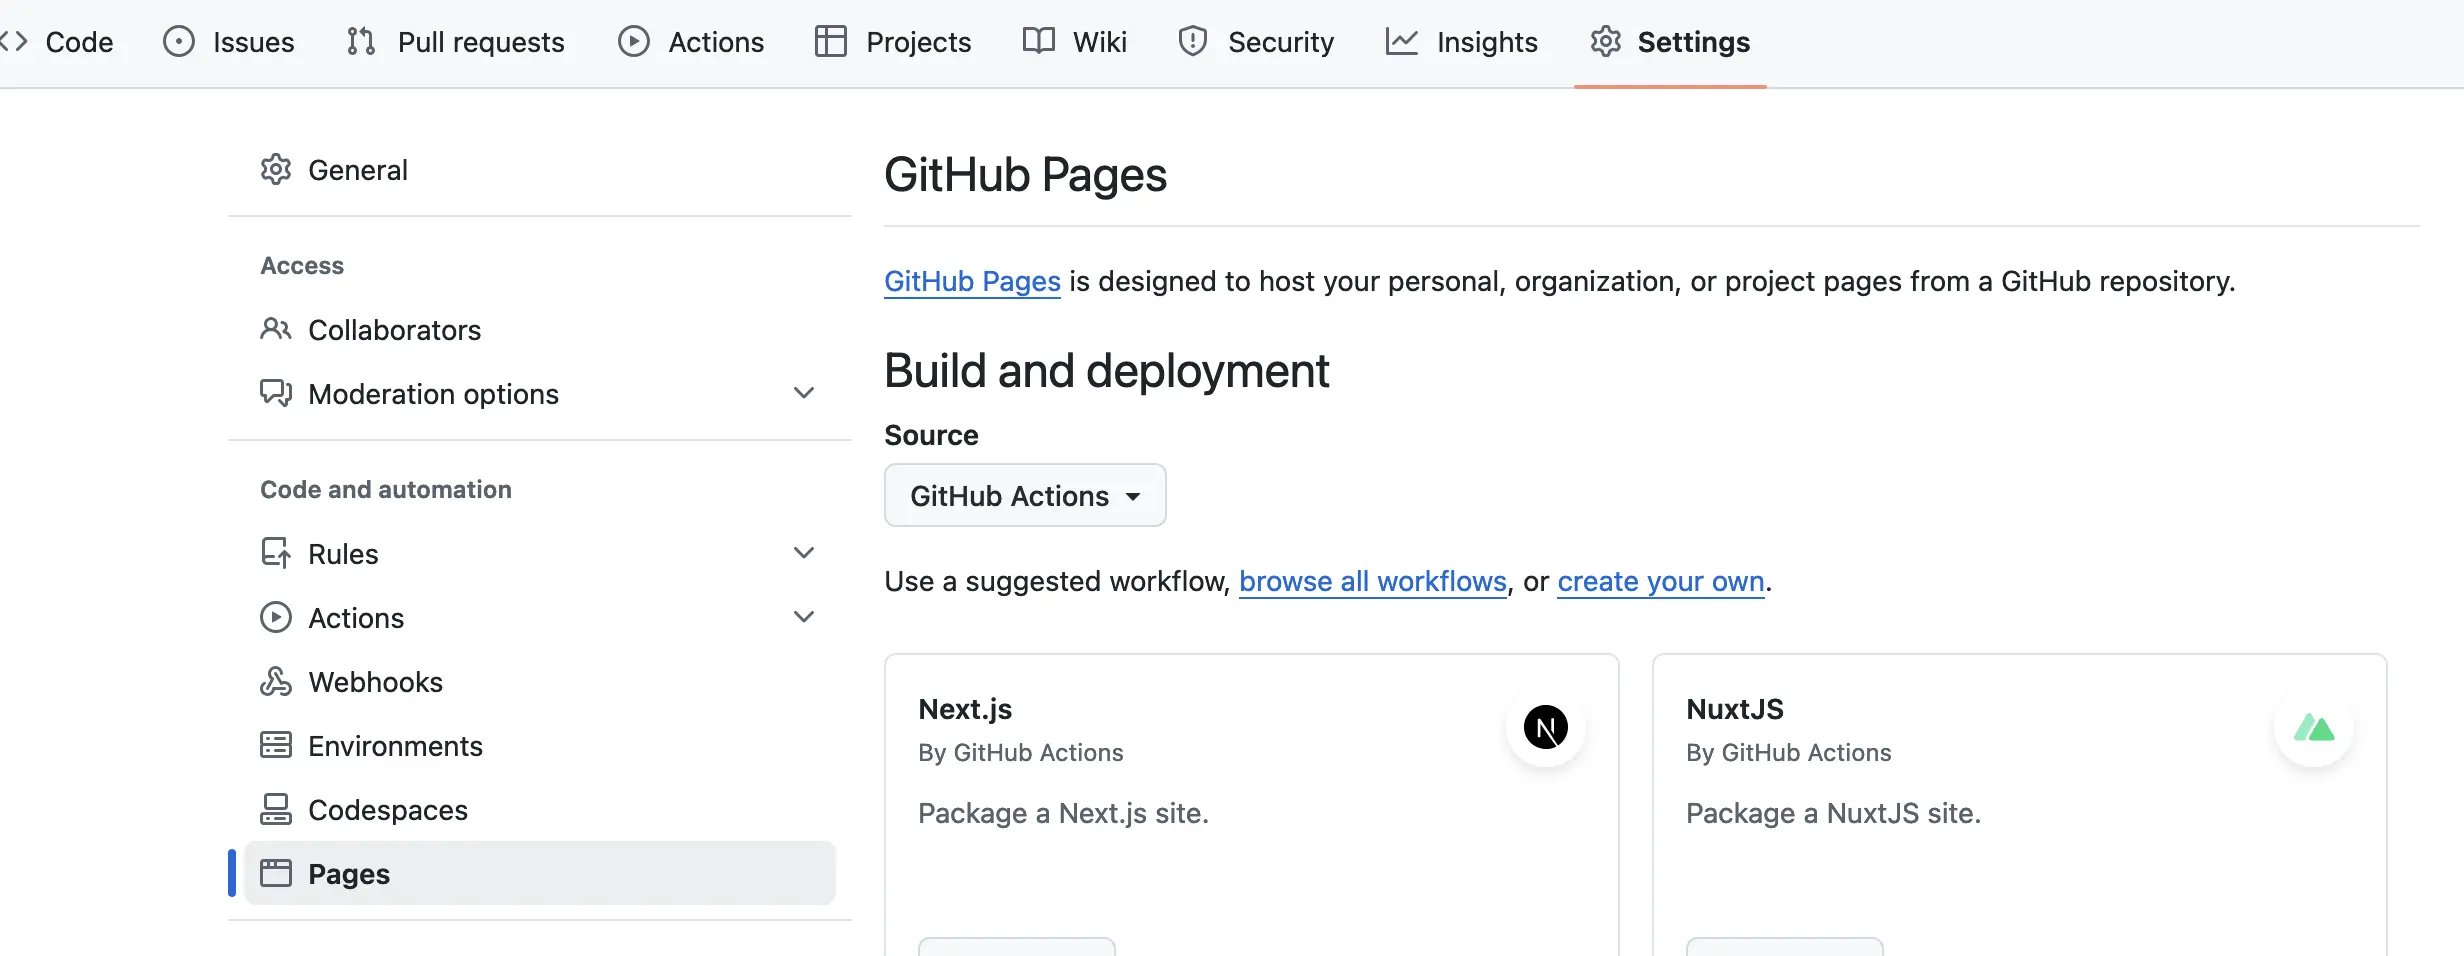 Code Issues Pull requests Actions Projects Wiki Security Insights Settings
General
Access
Collaborators
Moderation options
Code and automation
Rules
Actions
Webhooks
Environments
Codespaces
Pages
GitHub Pages
GitHub Pages is designed to host your personal, organization, or project pages from a GitHub repository.
Build and deployment
Source
GitHub Actions
Use a suggested workflow, browse all workflows, or create your own.
Next.js
By GitHub Actions
Package a Next.js site.
N
NuxtJS
By GitHub Actions
Package a NuxtJS site.